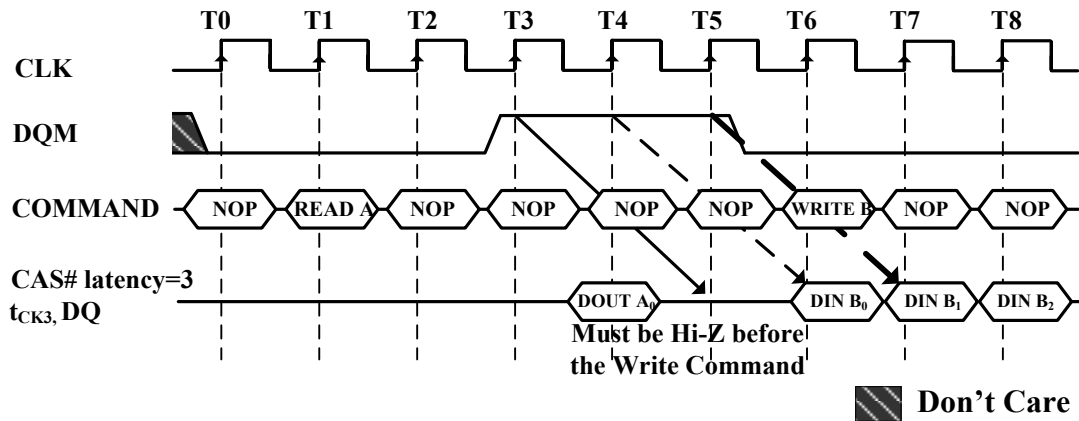 T0 T1 T2 T3 T4 T5 T6 T7 T8
CLK
DQM
COMMAND NOP READ A NOP NOP NOP NOP WRITE B NOP NOP
CAS# latency=3
tCK3, DQ DOUT A0 DIN B0 DIN B1 DIN B2
Must be Hi-Z before
the Write Command
Don't Care